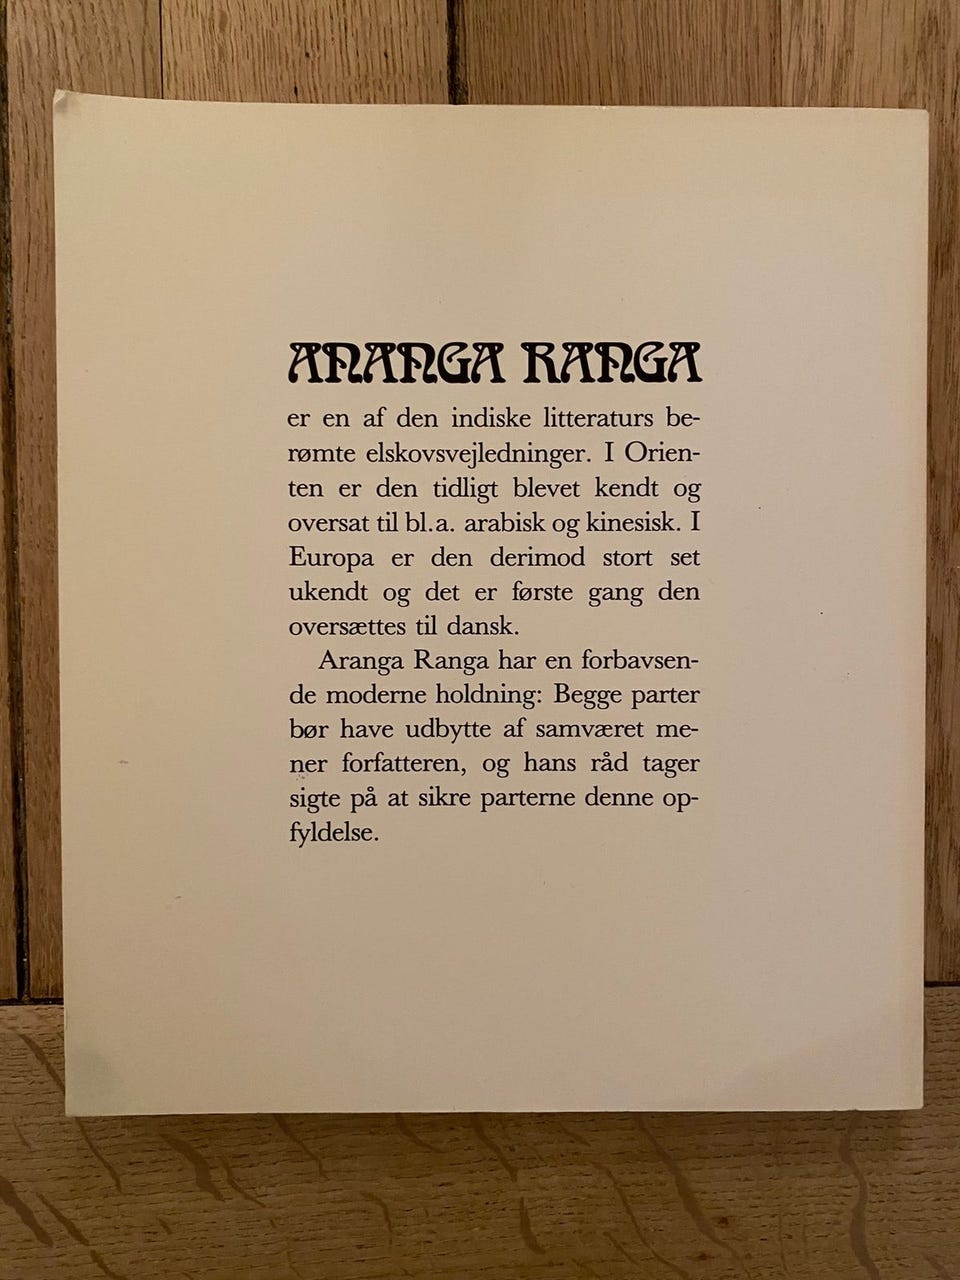 ANANGA RANGA
er en af den indiske litteraturs be-
rømte elskovsvejledninger. I Orien-
ten er den tidligt blevet kendt og
oversat til bl.a. arabisk og kinesisk. I
Europa er den derimod stort set
ukendt og det er første gang den
oversættes til dansk.
Aranga Ranga har en forbavsen-
de moderne holdning: Begge parter
bør have udbytte af samværet me-
ner forfatteren, og hans råd tager
sigte på at sikre parterne denne op-
fyldelse.